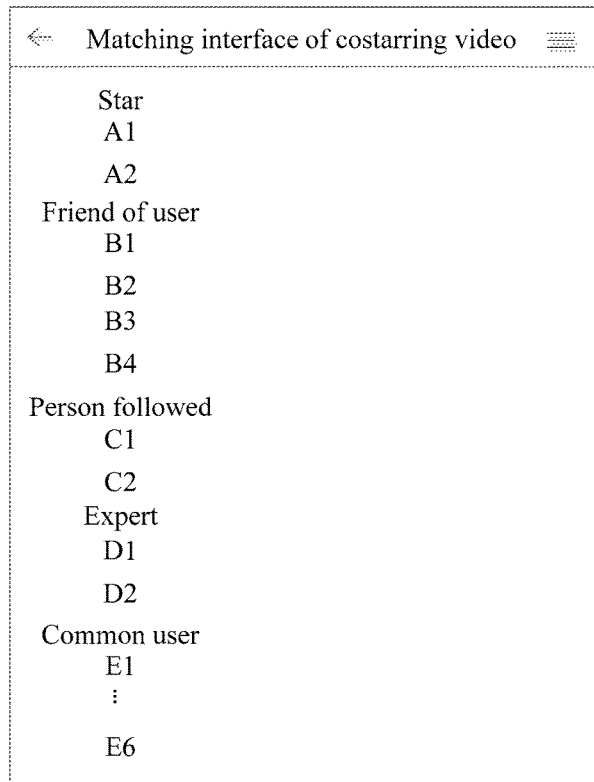 Matching interface of costarring video
Star
A1
A2
Friend of user
B1
B2
B3
B4
Person followed
C1
C2
Expert
D1
D2
Common user
E1
⋮
E6